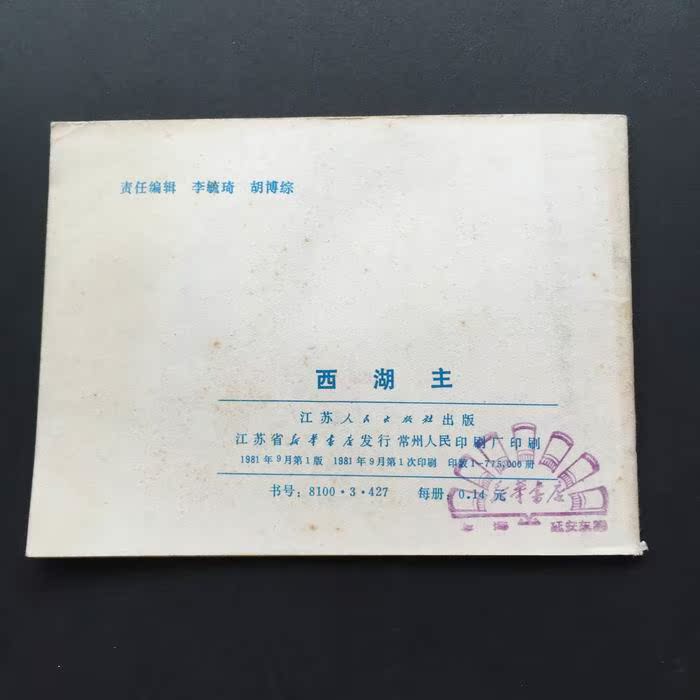 责任编辑 李毓琦 胡博综
西湖主
江苏人民出版社出版
江苏省新华书店发行 常州人民印刷厂印刷
1981年9月第1版 1981年9月第1次印刷 印数1-775,000册
书号：8100·3·427 每册：0.14元
新华书店
延安东路